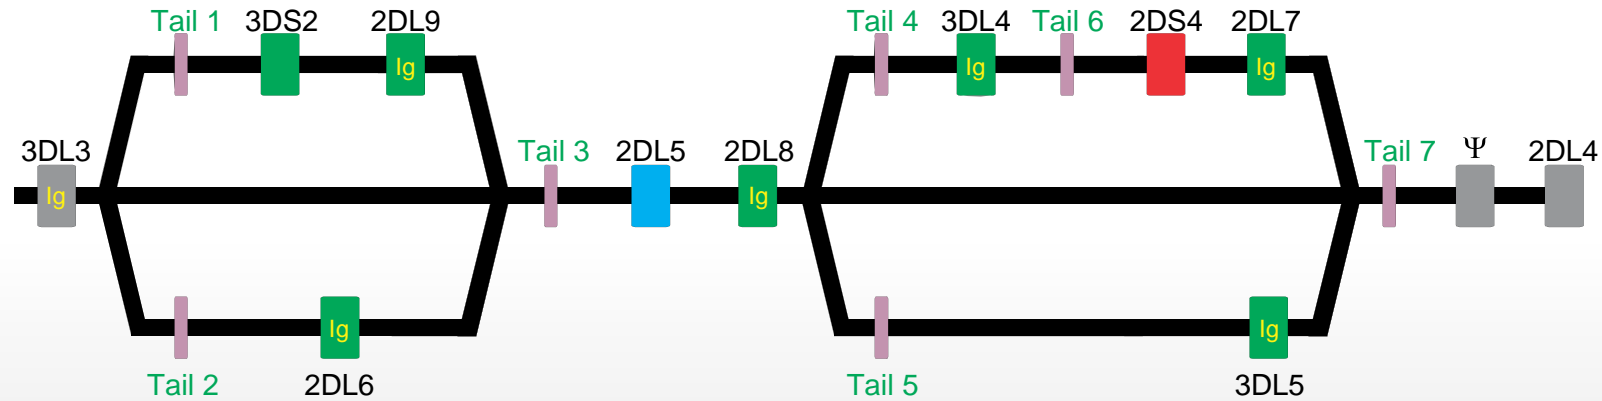 Tail 1 3DS2 2DL9 Tail 4 3DL4 Tail 6 2DS4 2DL7
Ig Ig Ig
3DL3 Tail 3 2DL5 2DL8 Tail 7 Ψ 2DL4
Ig Ig
Ig Ig
Tail 2 2DL6 Tail 5 3DL5